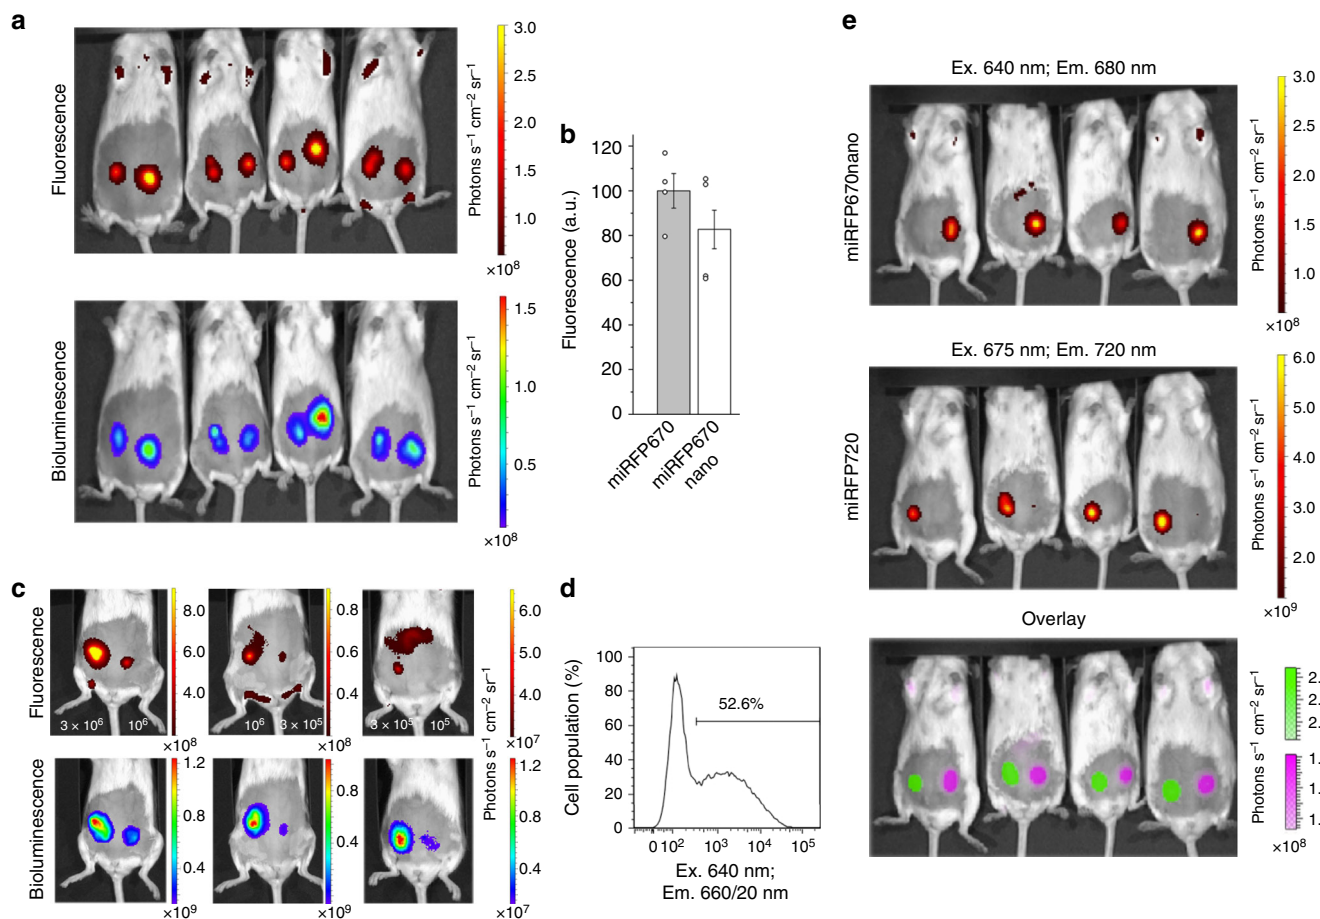 a
Fluorescence
3.0
2.5
2.0
1.5
1.0
Photons s⁻¹ cm⁻² sr⁻¹
×10⁸
Bioluminescence
1.5
1.0
0.5
Photons s⁻¹ cm⁻² sr⁻¹
×10⁸
b
Fluorescence (a.u.)
120
100
80
60
40
20
0
miRFP670
miRFP670
nano
c
Fluorescence
8.0
6.0
4.0
×10⁸
3 × 10⁶
10⁶
0.8
0.6
0.4
×10⁸
10⁶
3 × 10⁵
6.0
5.0
4.0
×10⁷
3 × 10⁵
10⁵
Bioluminescence
1.2
0.8
0.4
×10⁹
0.8
0.4
×10⁹
1.2
0.8
0.4
×10⁷
Photons s⁻¹ cm⁻² sr⁻¹
d
Cell population (%)
100
80
60
40
20
0
52.6%
0 10² 10³ 10⁴ 10⁵
Ex. 640 nm;
Em. 660/20 nm
e
Ex. 640 nm; Em. 680 nm
miRFP670nano
3.0
2.5
2.0
1.5
1.0
Photons s⁻¹ cm⁻² sr⁻¹
×10⁸
Ex. 675 nm; Em. 720 nm
miRFP720
6.0
5.0
4.0
3.0
2.0
Photons s⁻¹ cm⁻² sr⁻¹
×10⁹
Overlay
2.
2.
2.
1.
1.
1.
Photons s⁻¹ cm⁻² sr⁻¹
×10⁸